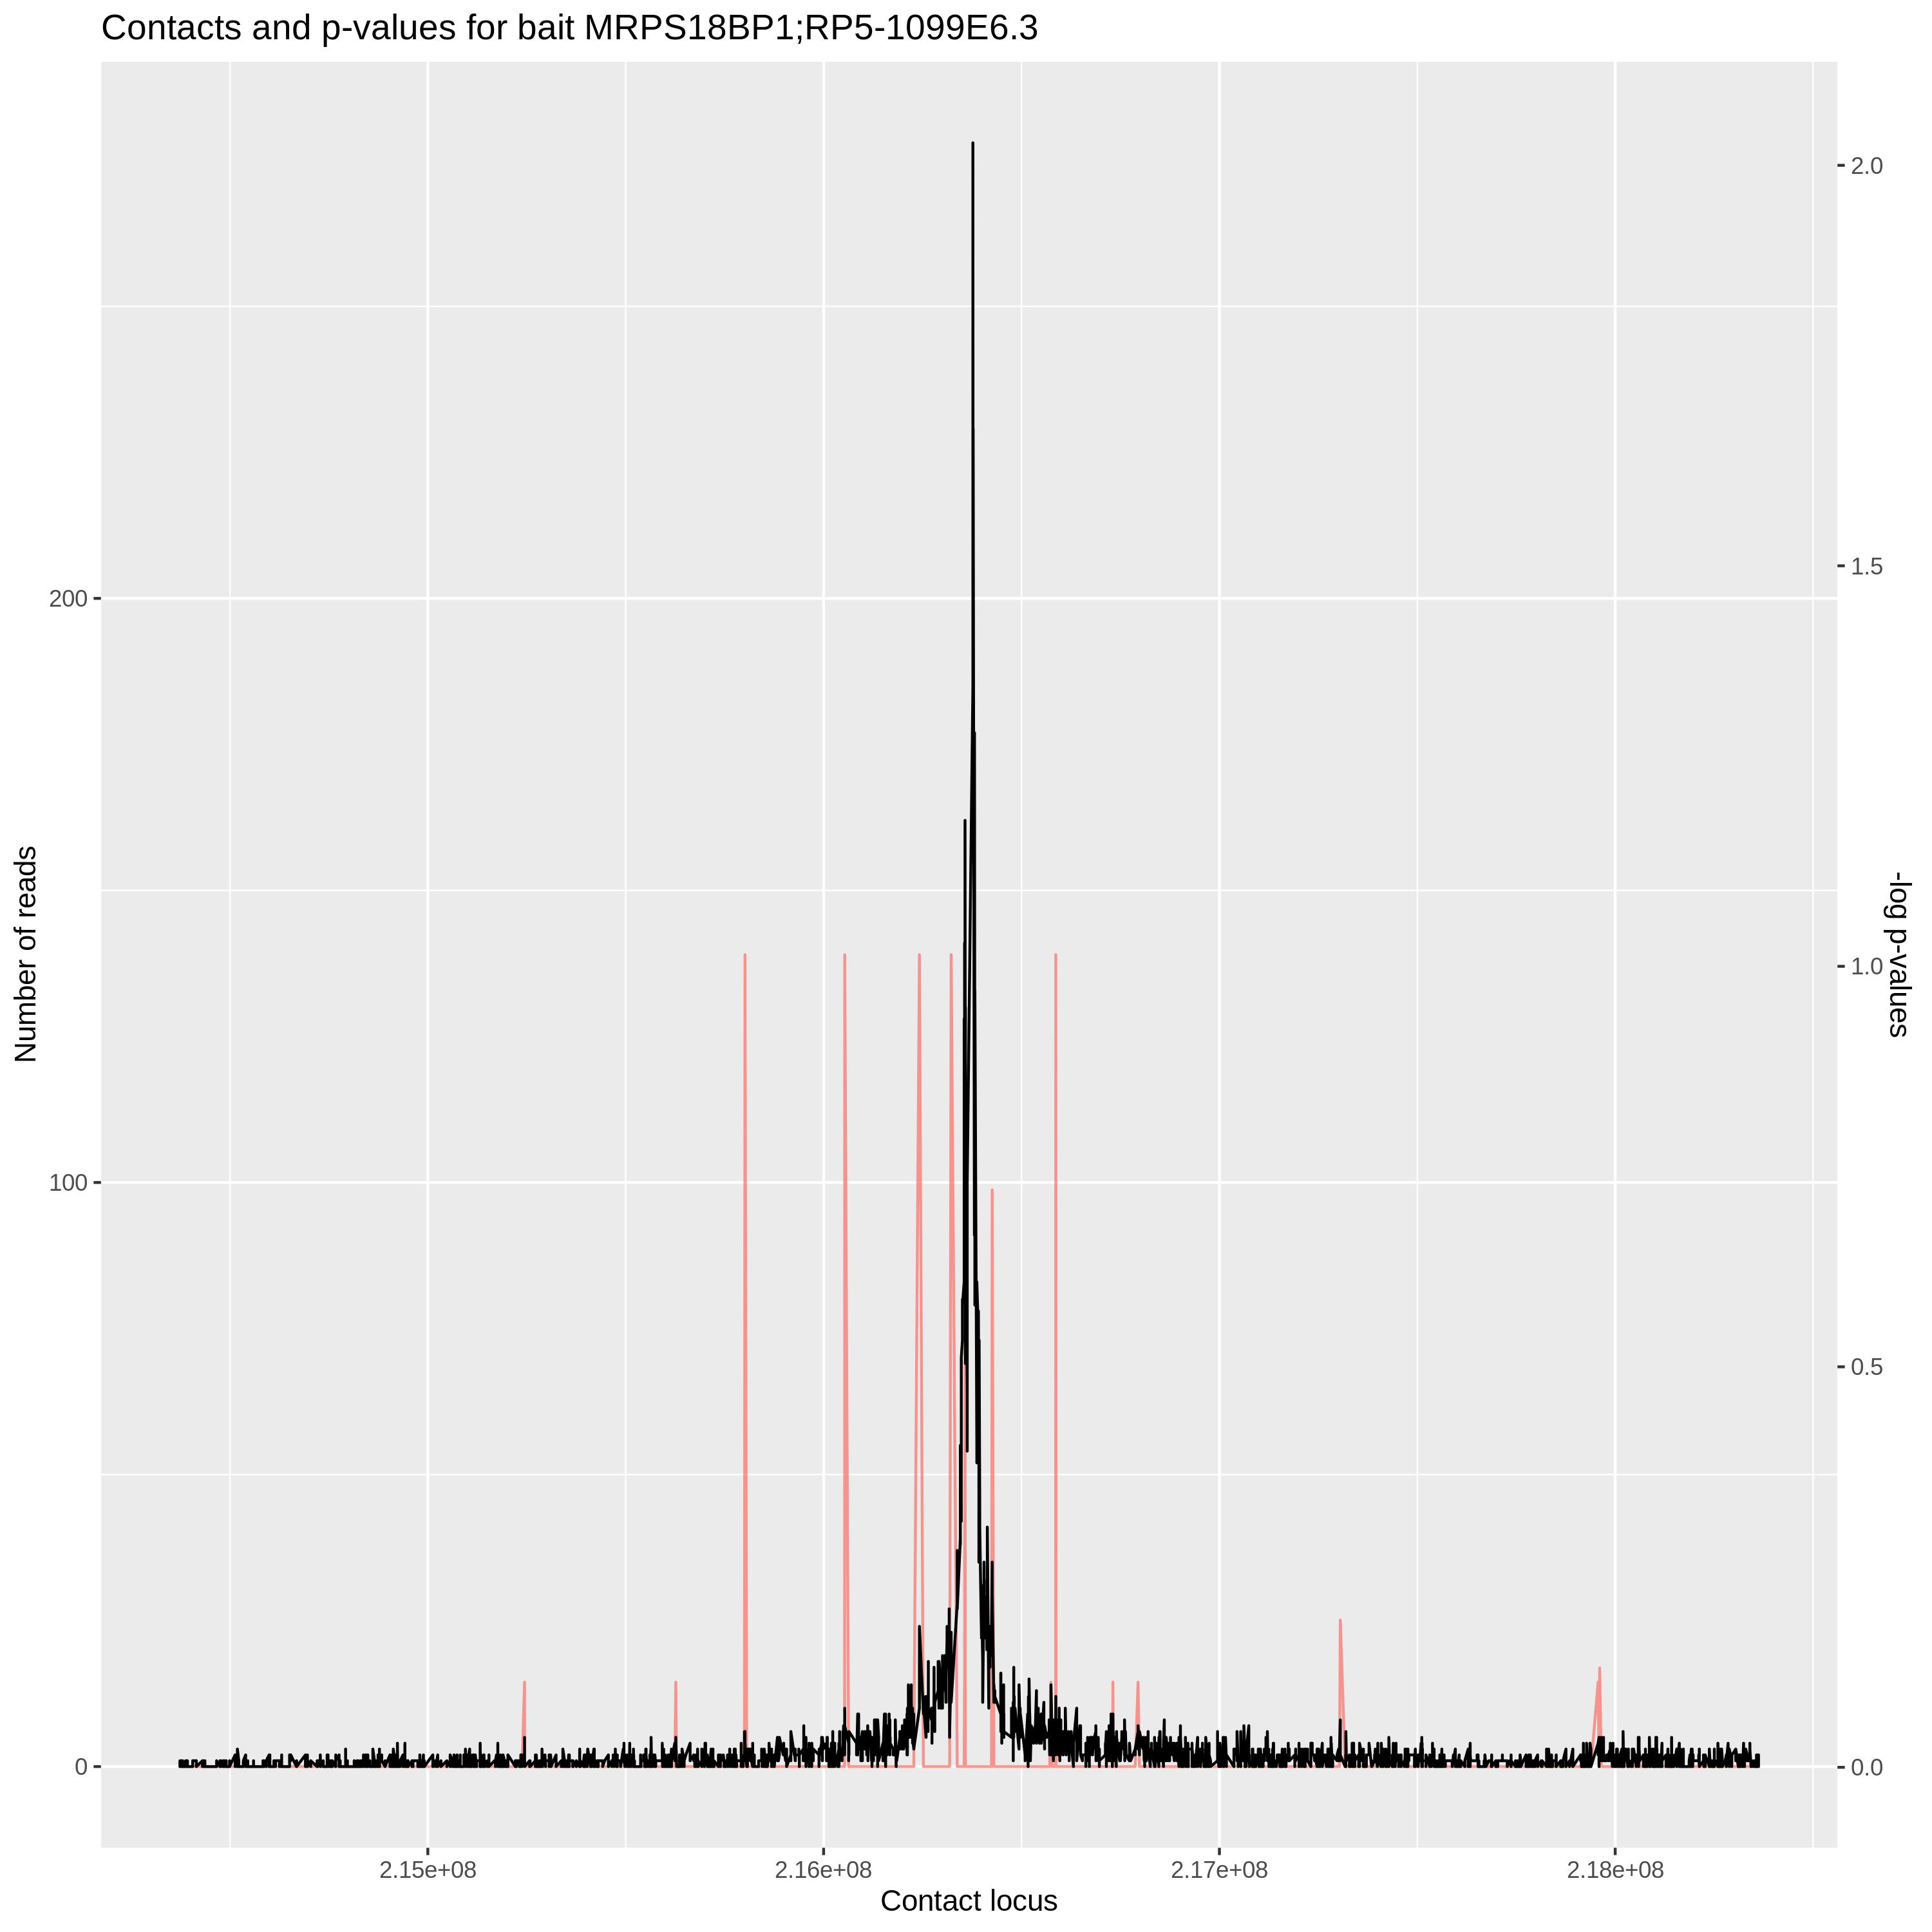 Contacts and p-values for bait MRPS18BP1;RP5-1099E6.3
2.0
1.5
200
Number of reads
-log p-values
1.0
100
0.5
0
0.0
2.15e+08 2.16e+08 2.17e+08 2.18e+08
Contact locus